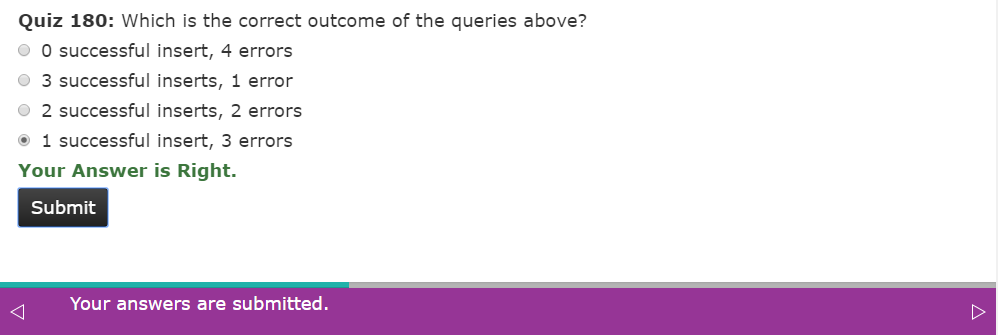 Quiz 180: Which is the correct outcome of the queries above?
0 successful insert, 4 errors
3 successful inserts, 1 error
2 successful inserts, 2 errors
1 successful insert, 3 errors
Your Answer is Right.
Submit
Your answers are submitted.